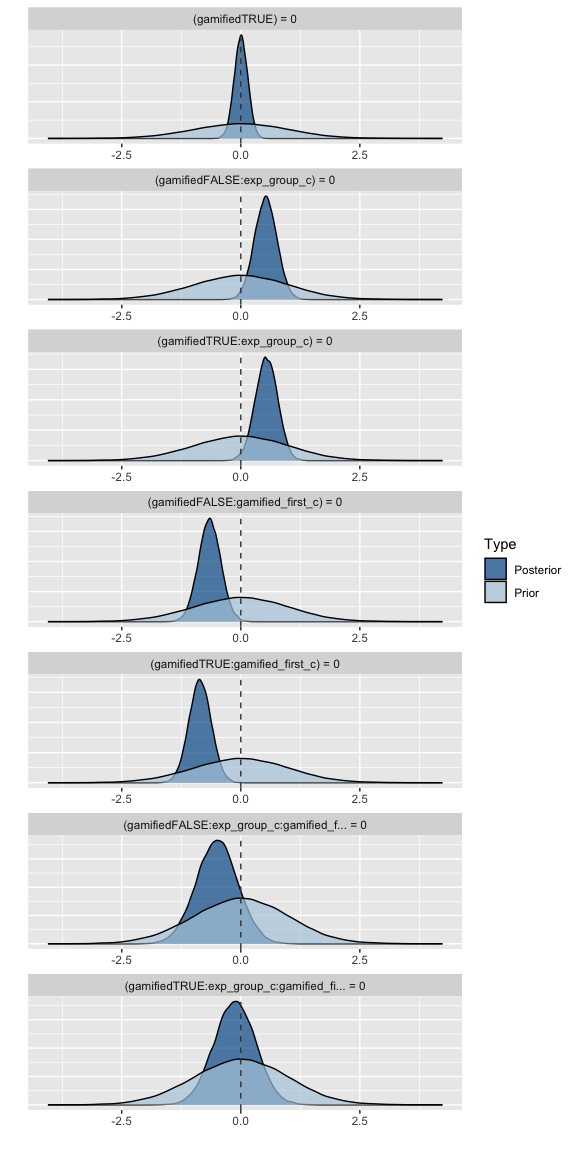 (gamifiedTRUE) = 0
-2.5 0.0 2.5
(gamifiedFALSE:exp_group_c) = 0
-2.5 0.0 2.5
(gamifiedTRUE:exp_group_c) = 0
-2.5 0.0 2.5
(gamifiedFALSE:gamified_first_c) = 0
-2.5 0.0 2.5
Type
Posterior
Prior
(gamifiedTRUE:gamified_first_c) = 0
-2.5 0.0 2.5
(gamifiedFALSE:exp_group_c:gamified_f... = 0
-2.5 0.0 2.5
(gamifiedTRUE:exp_group_c:gamified_fi... = 0
-2.5 0.0 2.5